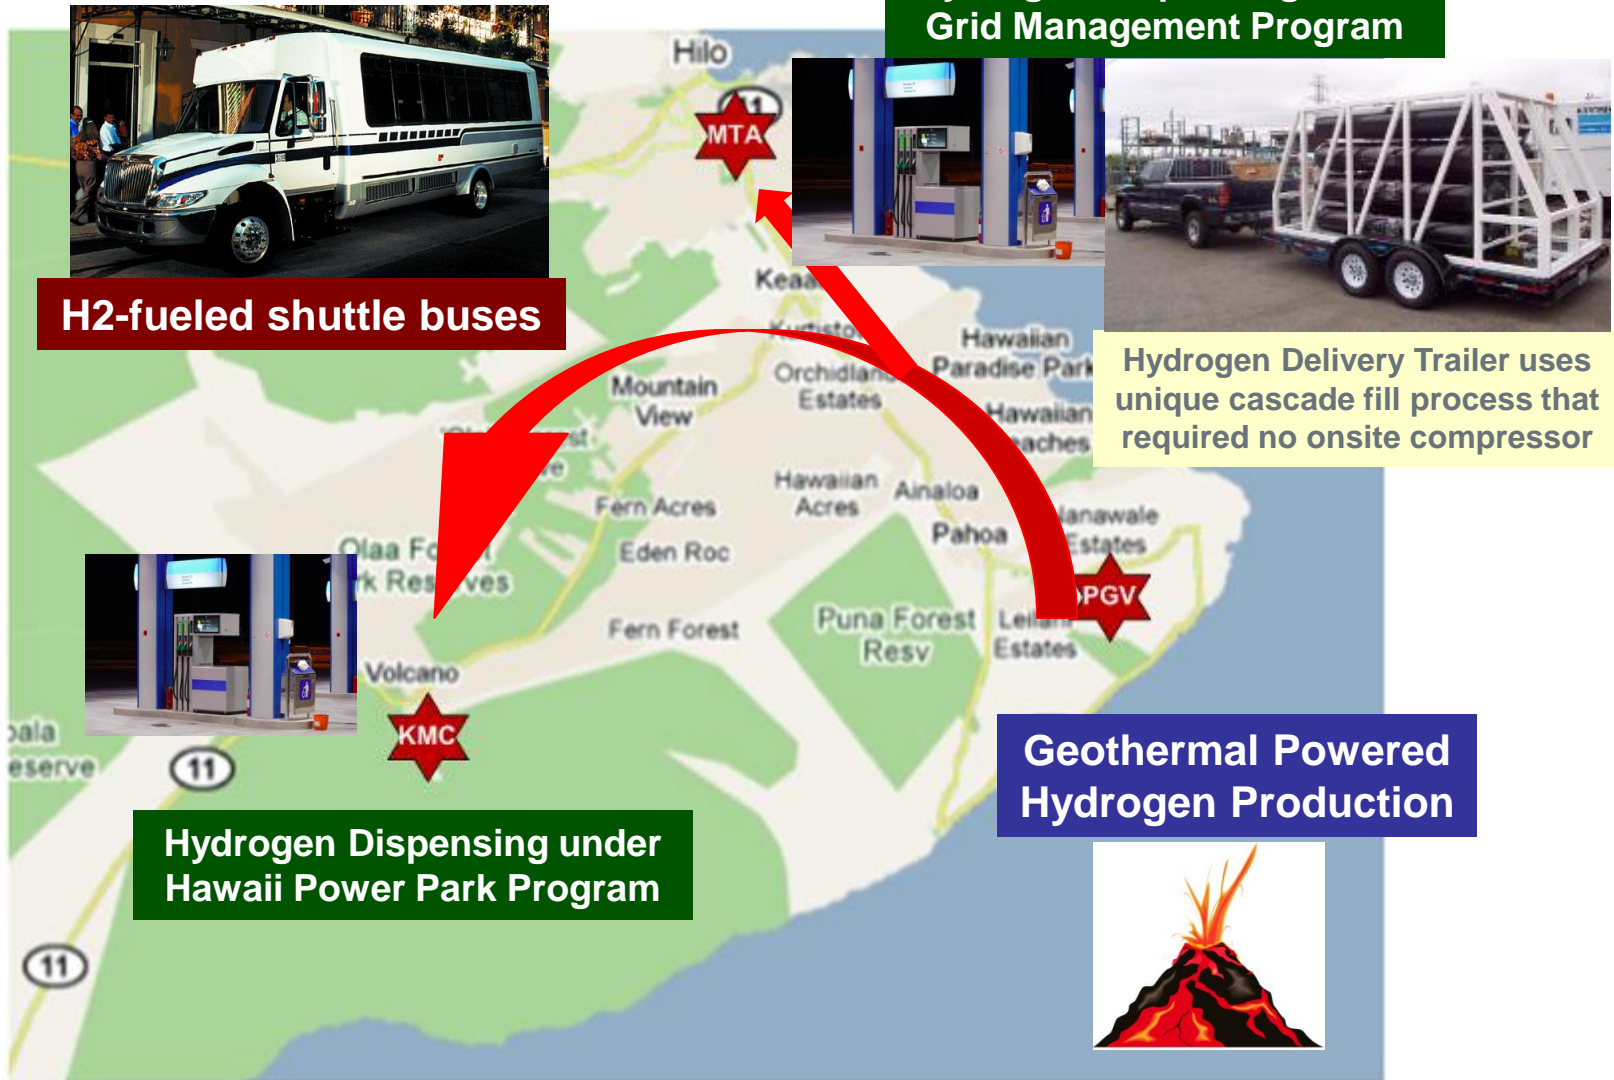 Grid Management Program
Hilo
MTA
H2-fueled shuttle buses
Hydrogen Delivery Trailer uses
unique cascade fill process that
required no onsite compressor
Hawaiian
Paradise Park
Orchidland
Estates
Mountain
View
Hawaiian
Hawaiian
Acres
Ainaloa
Fern Acres
Pahoa
Estates
Eden Roc
Olaa
PGV
Puna Forest
Resv
Estates
Fern Forest
Volcano
KMC
11
Geothermal Powered
Hydrogen Production
Hydrogen Dispensing under
Hawaii Power Park Program
11